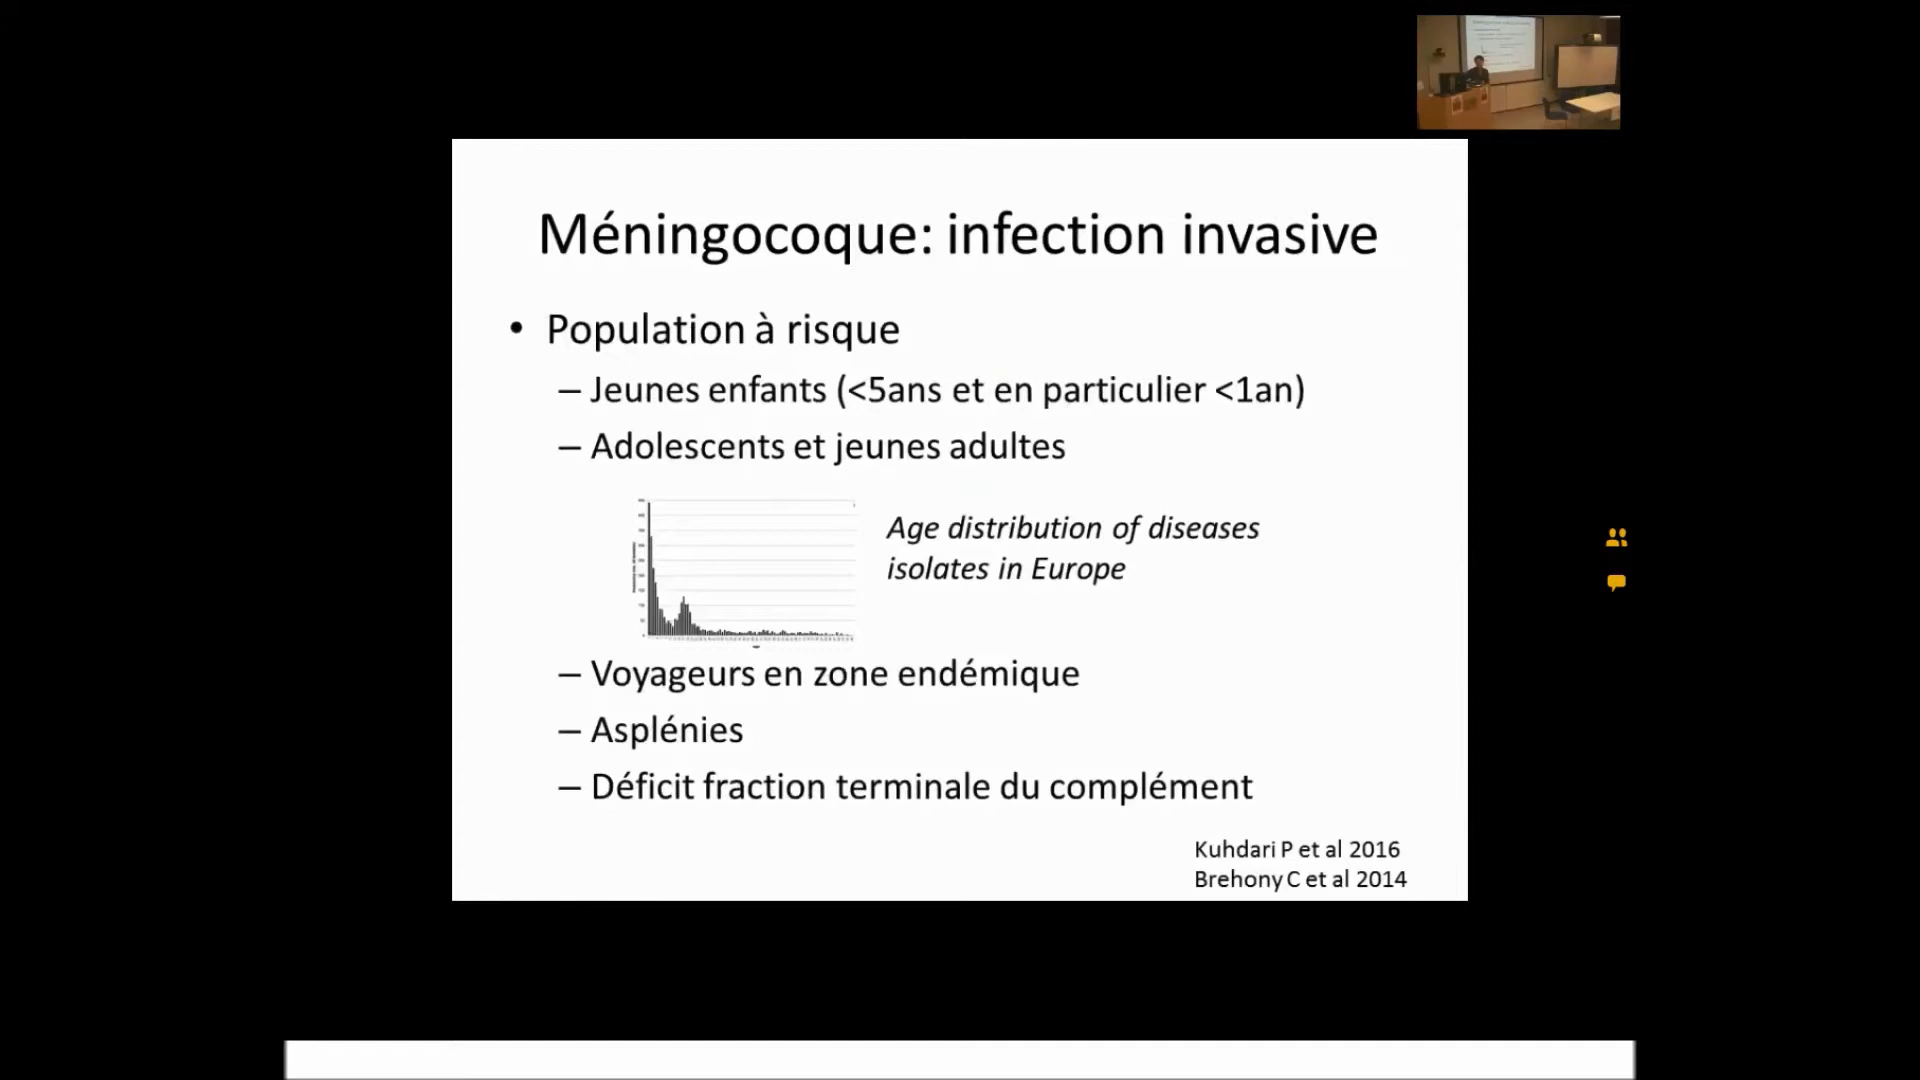 Méningocoque: infection invasive
• Population à risque
– Jeunes enfants (<5ans et en particulier <1an)
– Adolescents et jeunes adultes
Age distribution of diseases
isolates in Europe
– Voyageurs en zone endémique
– Asplénies
– Déficit fraction terminale du complément
Kuhdari P et al 2016
Brehony C et al 2014